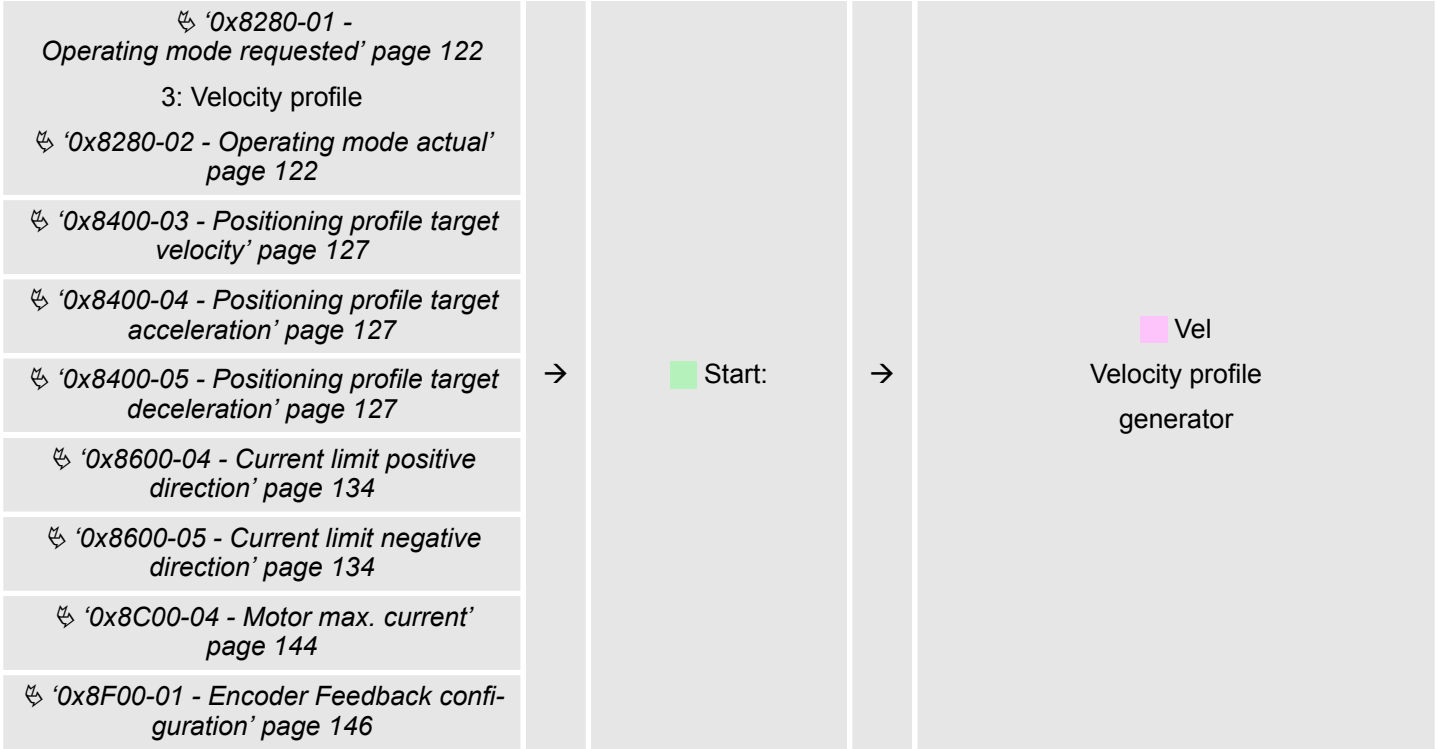 ↳ ‘0x8280-01 -
Operating mode requested’ page 122
3: Velocity profile
↳ ‘0x8280-02 - Operating mode actual’
page 122
↳ ‘0x8400-03 - Positioning profile target
velocity’ page 127
↳ ‘0x8400-04 - Positioning profile target
acceleration’ page 127
↳ ‘0x8400-05 - Positioning profile target
deceleration’ page 127
↳ ‘0x8600-04 - Current limit positive
direction’ page 134
↳ ‘0x8600-05 - Current limit negative
direction’ page 134
↳ ‘0x8C00-04 - Motor max. current’
page 144
↳ ‘0x8F00-01 - Encoder Feedback confi-
guration’ page 146
→
Start:
→
Vel
Velocity profile
generator